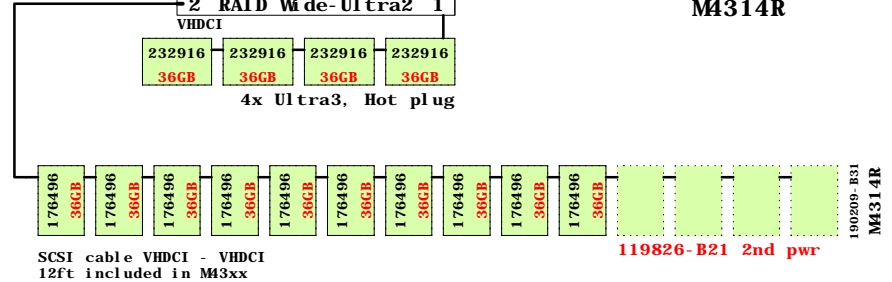 2 RAID Wide-Ultra2 1
M4314R
VHDCI
232916 232916 232916 232916
36GB 36GB 36GB 36GB
4x Ultra3, Hot plug
176496 36GB
176496 36GB
176496 36GB
176496 36GB
176496 36GB
176496 36GB
176496 36GB
176496 36GB
176496 36GB
176496 36GB
190209-B31
M4314R
119826-B21 2nd pwr
SCSI cable VHDCI - VHDCI
12ft included in M43xx